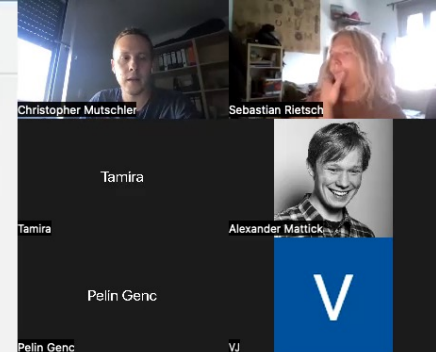 Christopher Mutschler
Sebastian Rietsch
Tamira
Tamira
Alexander Mattick
Pelin Genc
Pelin Genc
V
VJ